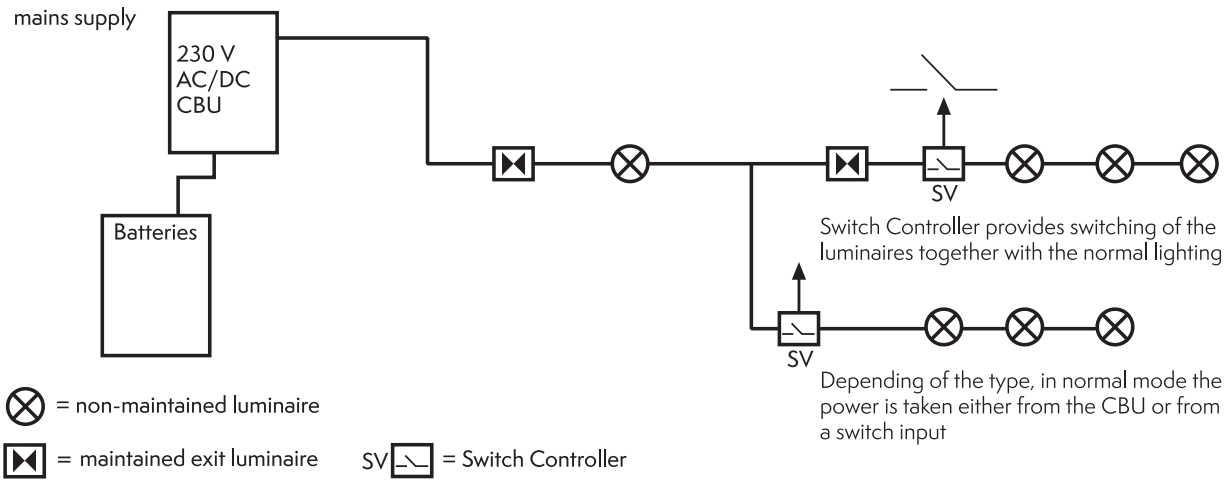 mains supply
230 V
AC/DC
CBU
Batteries
SV
Switch Controller provides switching of the
luminaires together with the normal lighting
SV
Depending of the type, in normal mode the
power is taken either from the CBU or from
a switch input
= non-maintained luminaire
= maintained exit luminaire
SV = Switch Controller